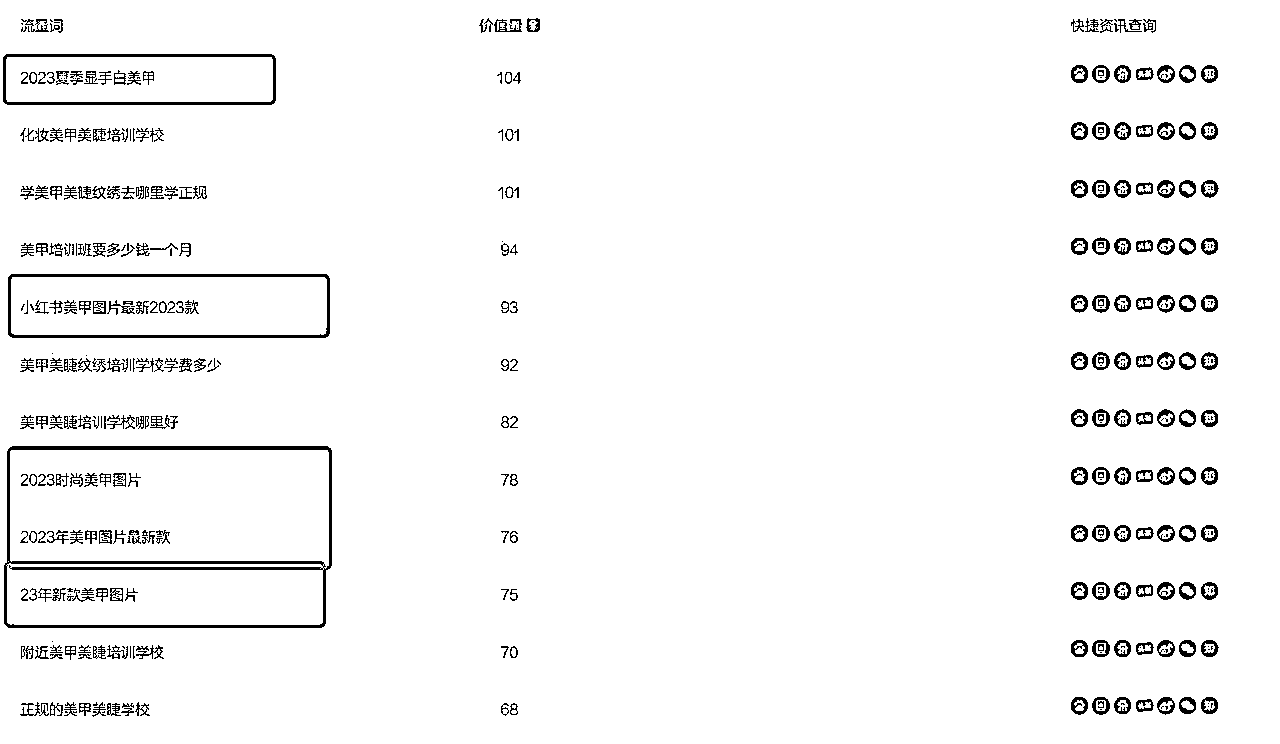 流量词 价值量 快捷资讯查询
2023夏季显手白美甲 104
化妆美甲美睫培训学校 101
学美甲美睫纹绣去哪里学正规 101
美甲培训班要多少钱一个月 94
小红书美甲图片最新2023款 93
美甲美睫纹绣培训学校学费多少 92
美甲美睫培训学校哪里好 82
2023时尚美甲图片 78
2023年美甲图片最新款 76
23年新款美甲图片 75
附近美甲美睫培训学校 70
正规的美甲美睫学校 68